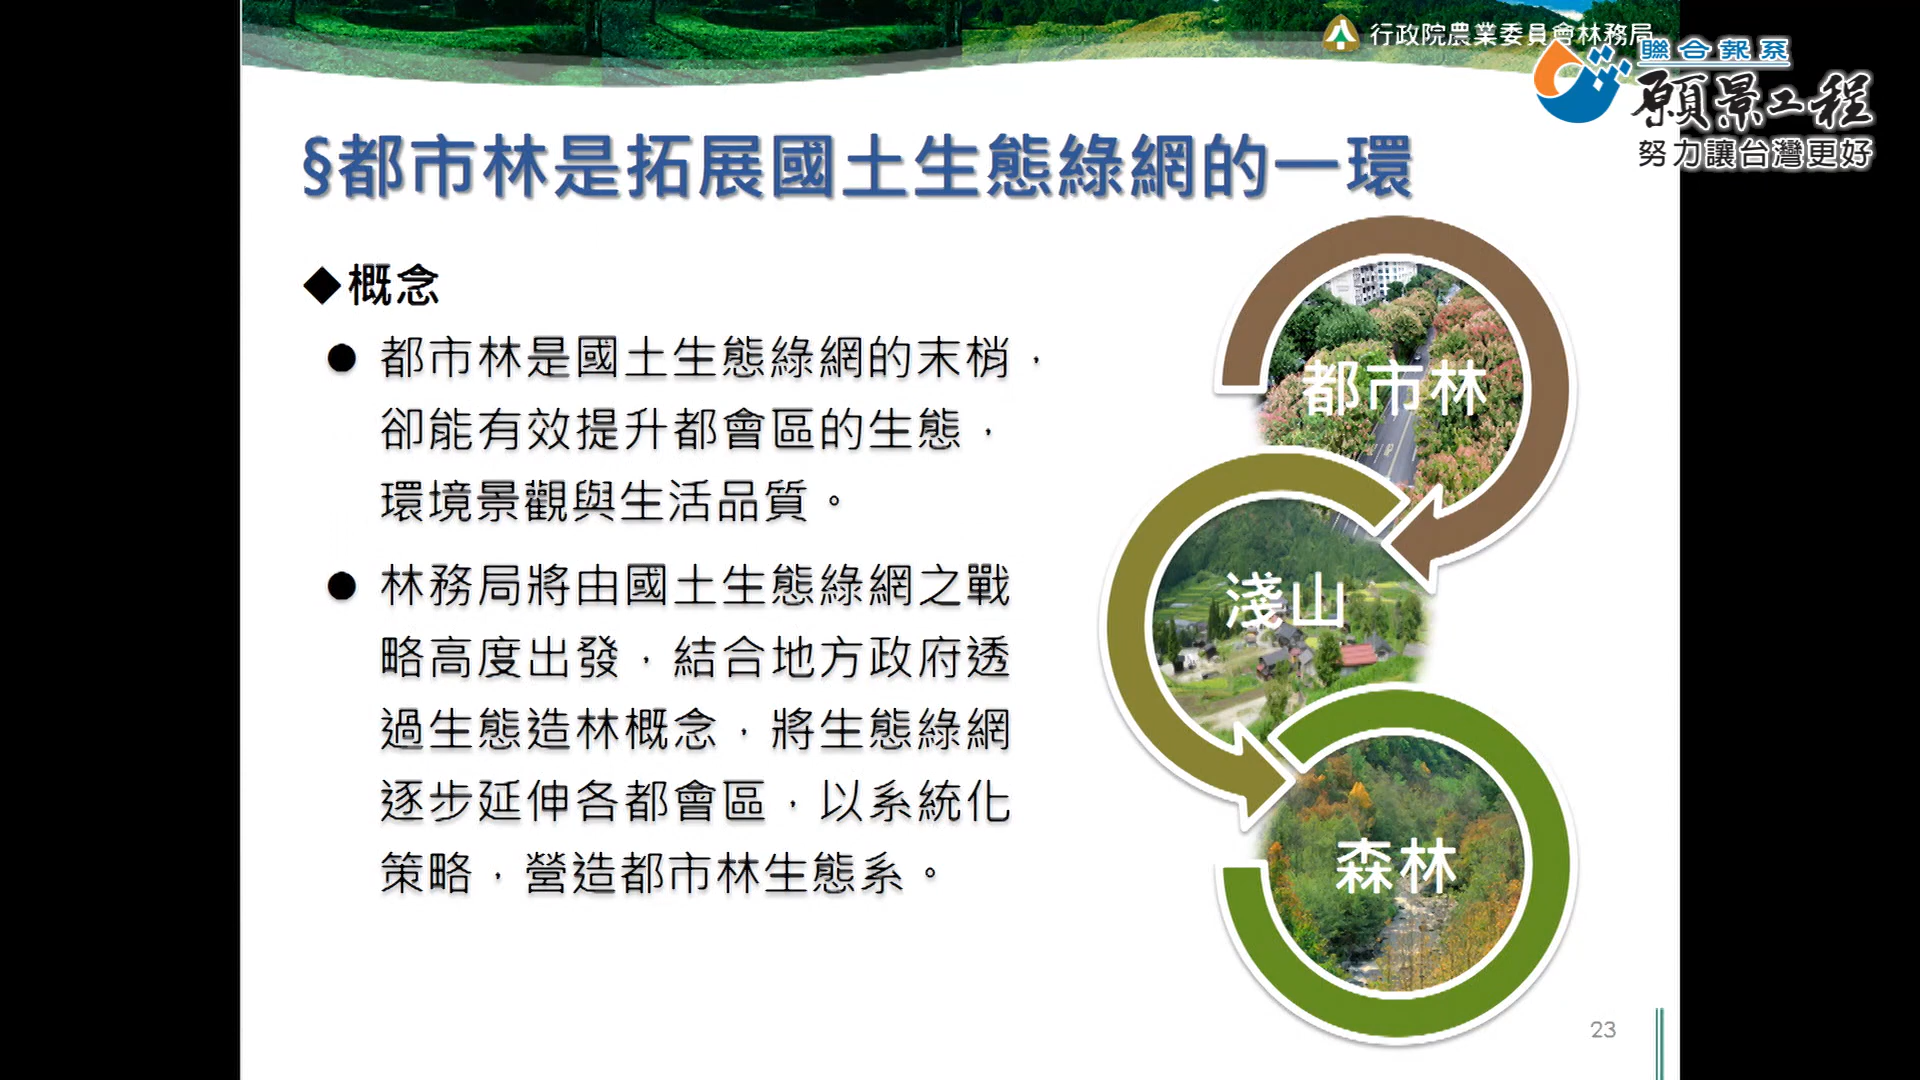 行政院農業委員會林務局
聯合報系
願景工程
努力讓台灣更好
§都市林是拓展國土生態綠網的一環
◆概念
● 都市林是國土生態綠網的末梢，
卻能有效提升都會區的生態，
環境景觀與生活品質。
● 林務局將由國土生態綠網之戰
略高度出發，結合地方政府透
過生態造林概念，將生態綠網
逐步延伸各都會區，以系統化
策略，營造都市林生態系。
都市林
淺山
森林
23